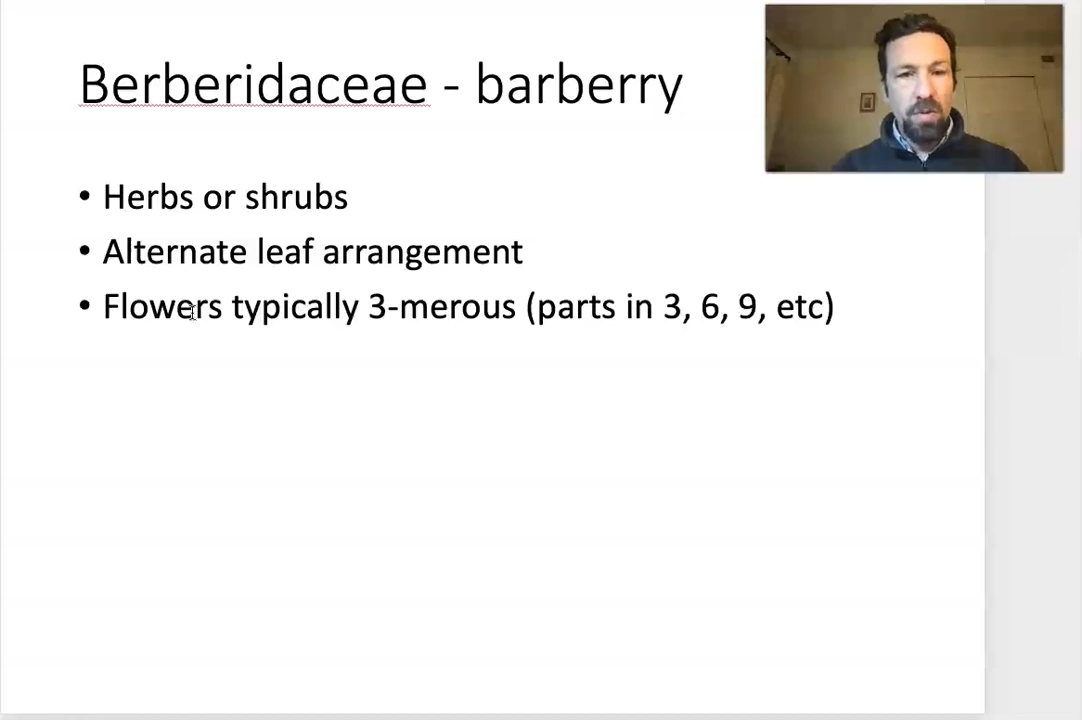 Berberidaceae - barberry
• Herbs or shrubs
• Alternate leaf arrangement
• Flowers typically 3-merous (parts in 3, 6, 9, etc)